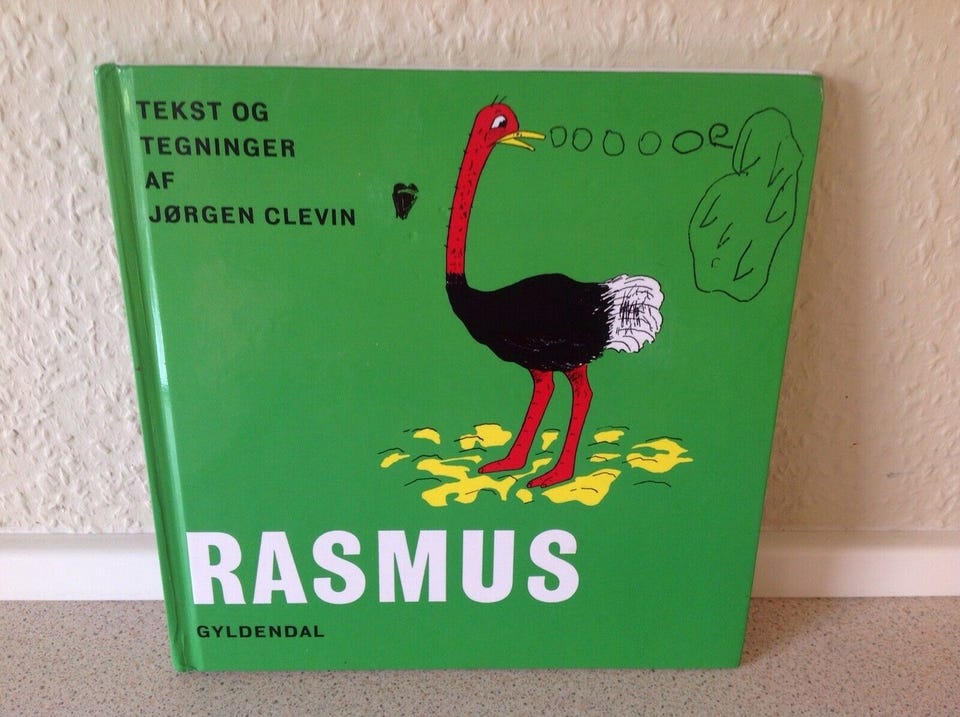 TEKST OG
TEGNINGER
AF
JØRGEN CLEVIN
RASMUS
GYLDENDAL